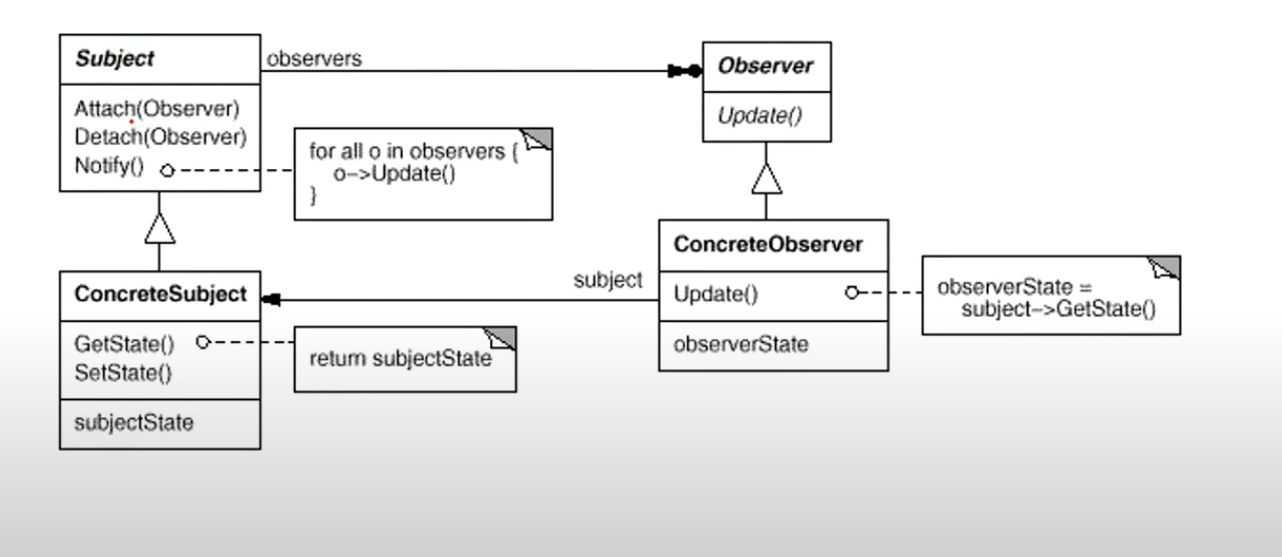 Subject
Attach(Observer)
Detach(Observer)
Notify()
observers
for all o in observers {
o->Update()
}
Observer
Update()
ConcreteSubject
GetState()
SetState()
subjectState
return subjectState
subject
ConcreteObserver
Update()
observerState
observerState =
subject->GetState()